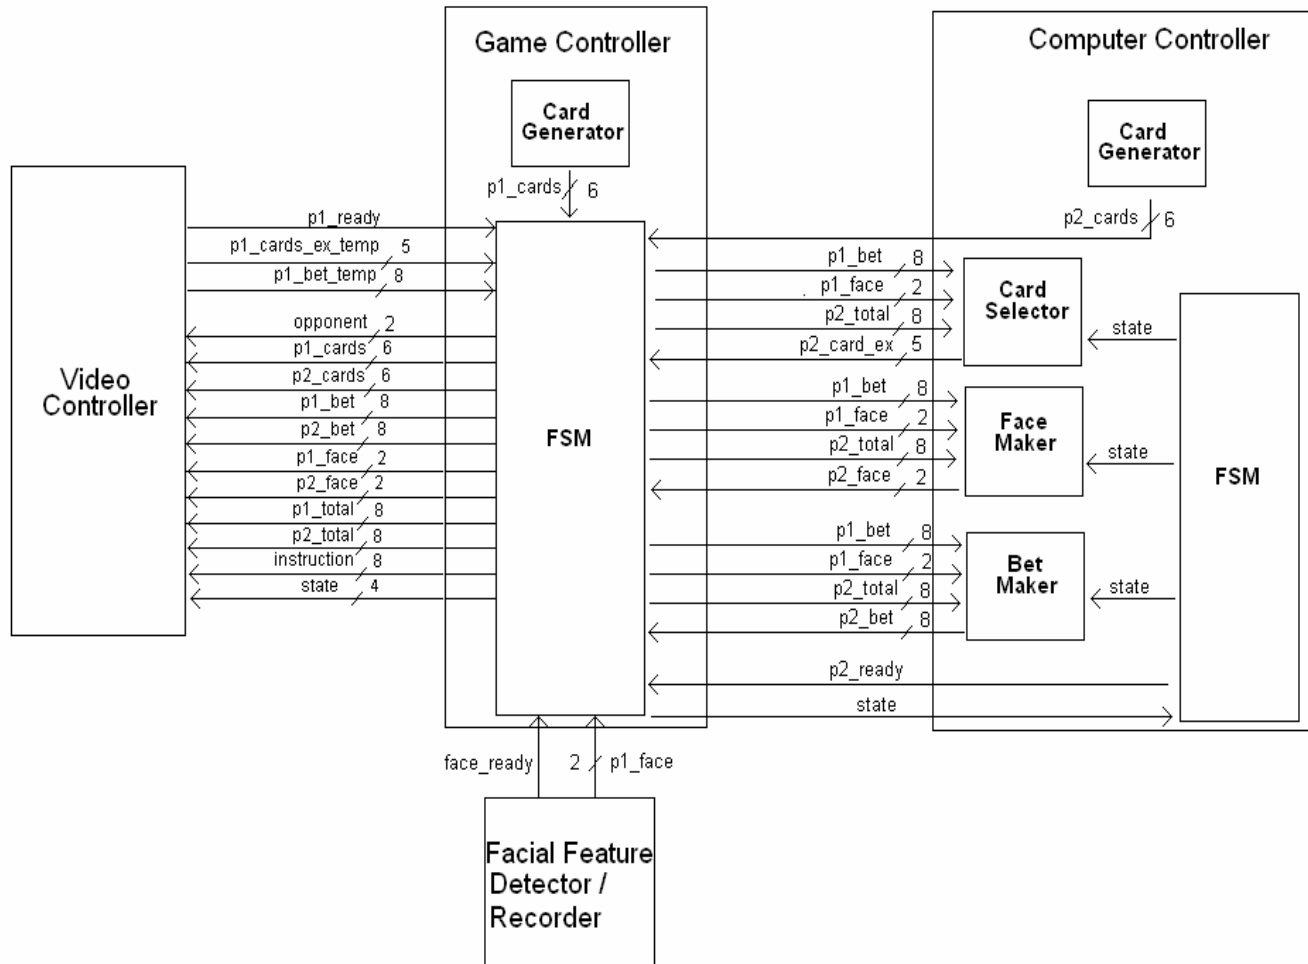 Game Controller
Computer Controller
Card
Generator
p1_cards 6
Card
Generator
p2_cards 6
Video
Controller
p1_ready
p1_cards_ex_temp 5
p1_bet_temp 8
opponent 2
p1_cards 6
p2_cards 6
p1_bet 8
p2_bet 8
p1_face 2
p2_face 2
p1_total 8
p2_total 8
instruction 8
state 4
FSM
p1_bet 8
p1_face 2
p2_total 8
p2_card_ex 5
Card
Selector
state
p1_bet 8
p1_face 2
p2_total 8
p2_face 2
Face
Maker
state
FSM
p1_bet 8
p1_face 2
p2_total 8
p2_bet 8
Bet
Maker
state
p2_ready
state
face_ready 2 p1_face
Facial Feature
Detector /
Recorder